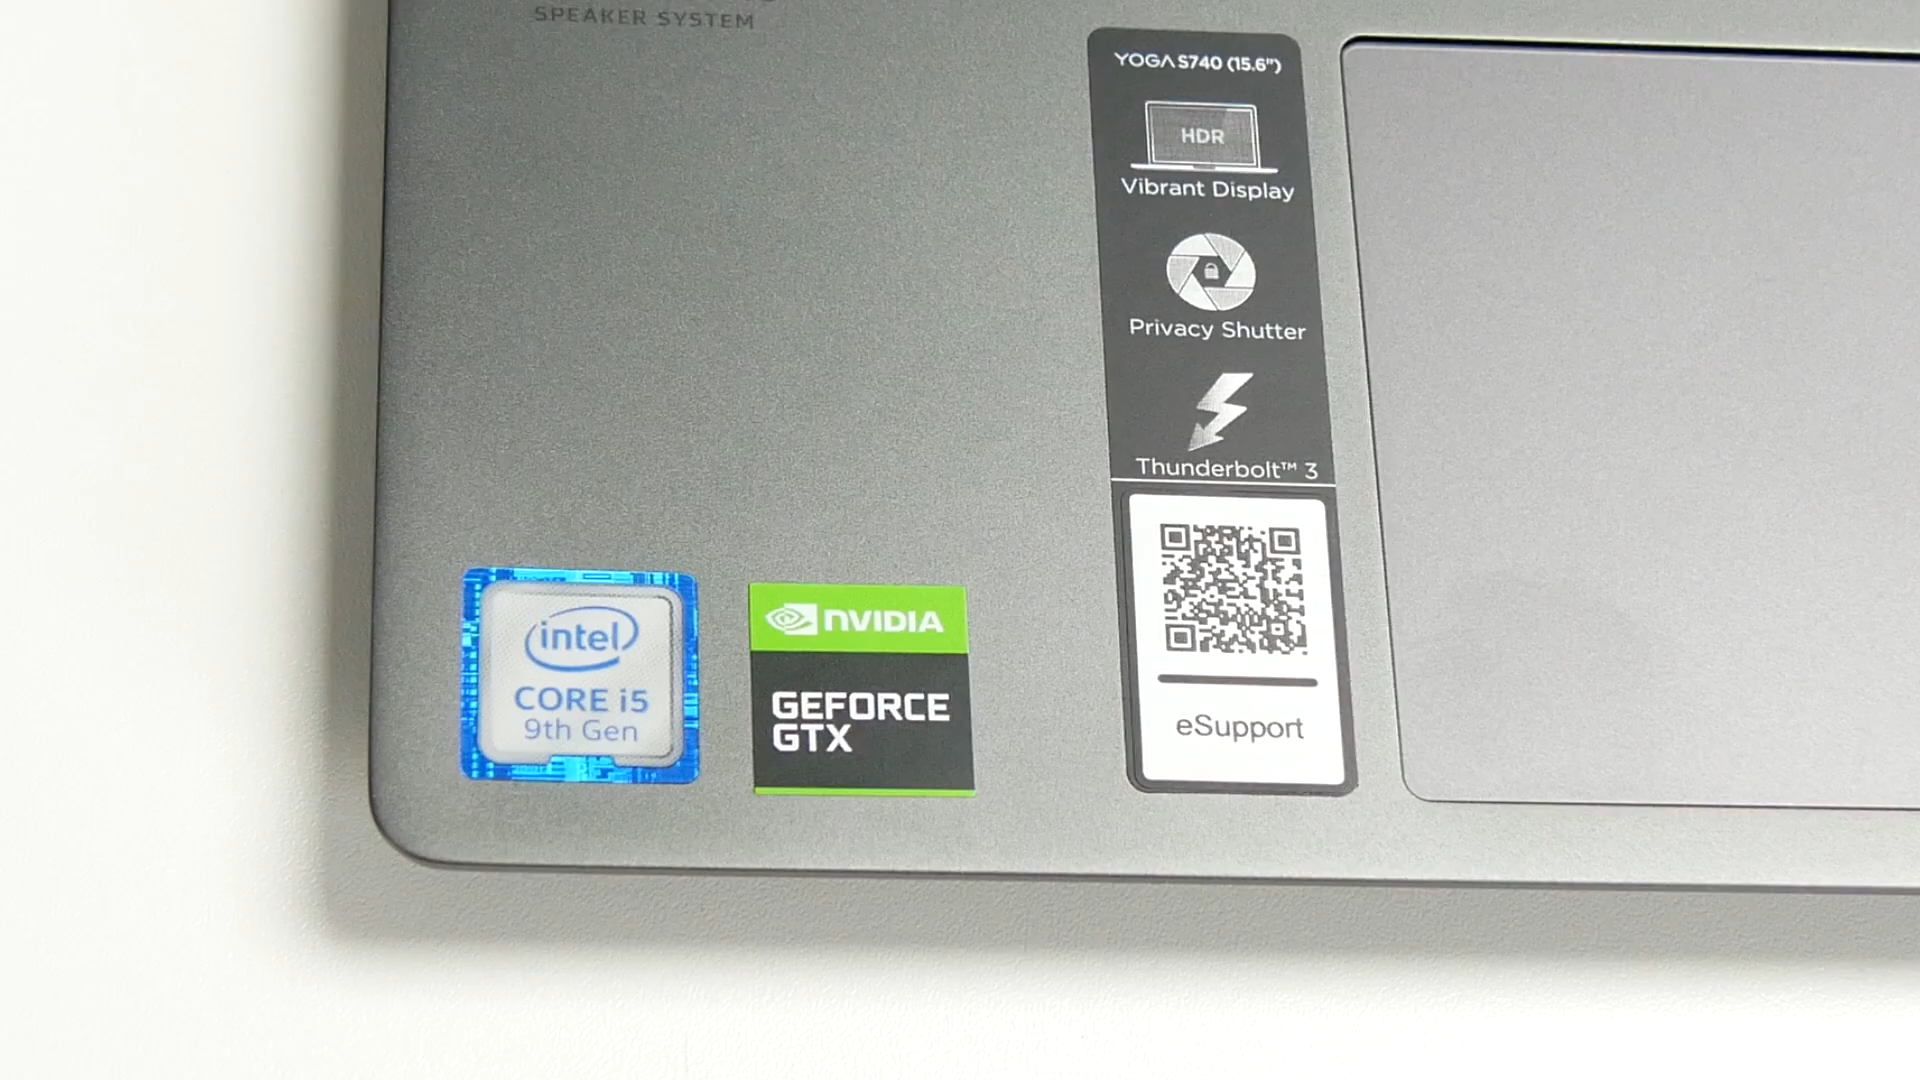 SPEAKER SYSTEM
YOGA S740 (15.6")
HDR
Vibrant Display
Privacy Shutter
Thunderbolt™ 3
eSupport
intel
CORE i5
9th Gen
NVIDIA
GEFORCE
GTX